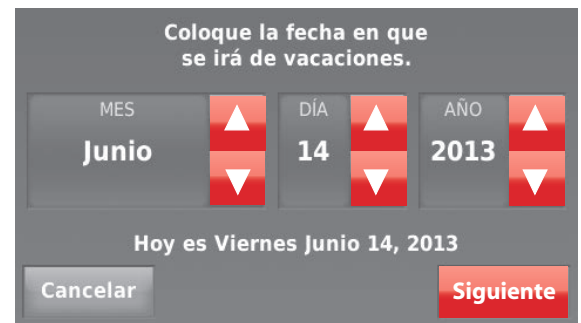 Coloque la fecha en que
se irá de vacaciones.
MES DÍA AÑO
Junio 14 2013
Hoy es Viernes Junio 14, 2013
Cancelar Siguiente